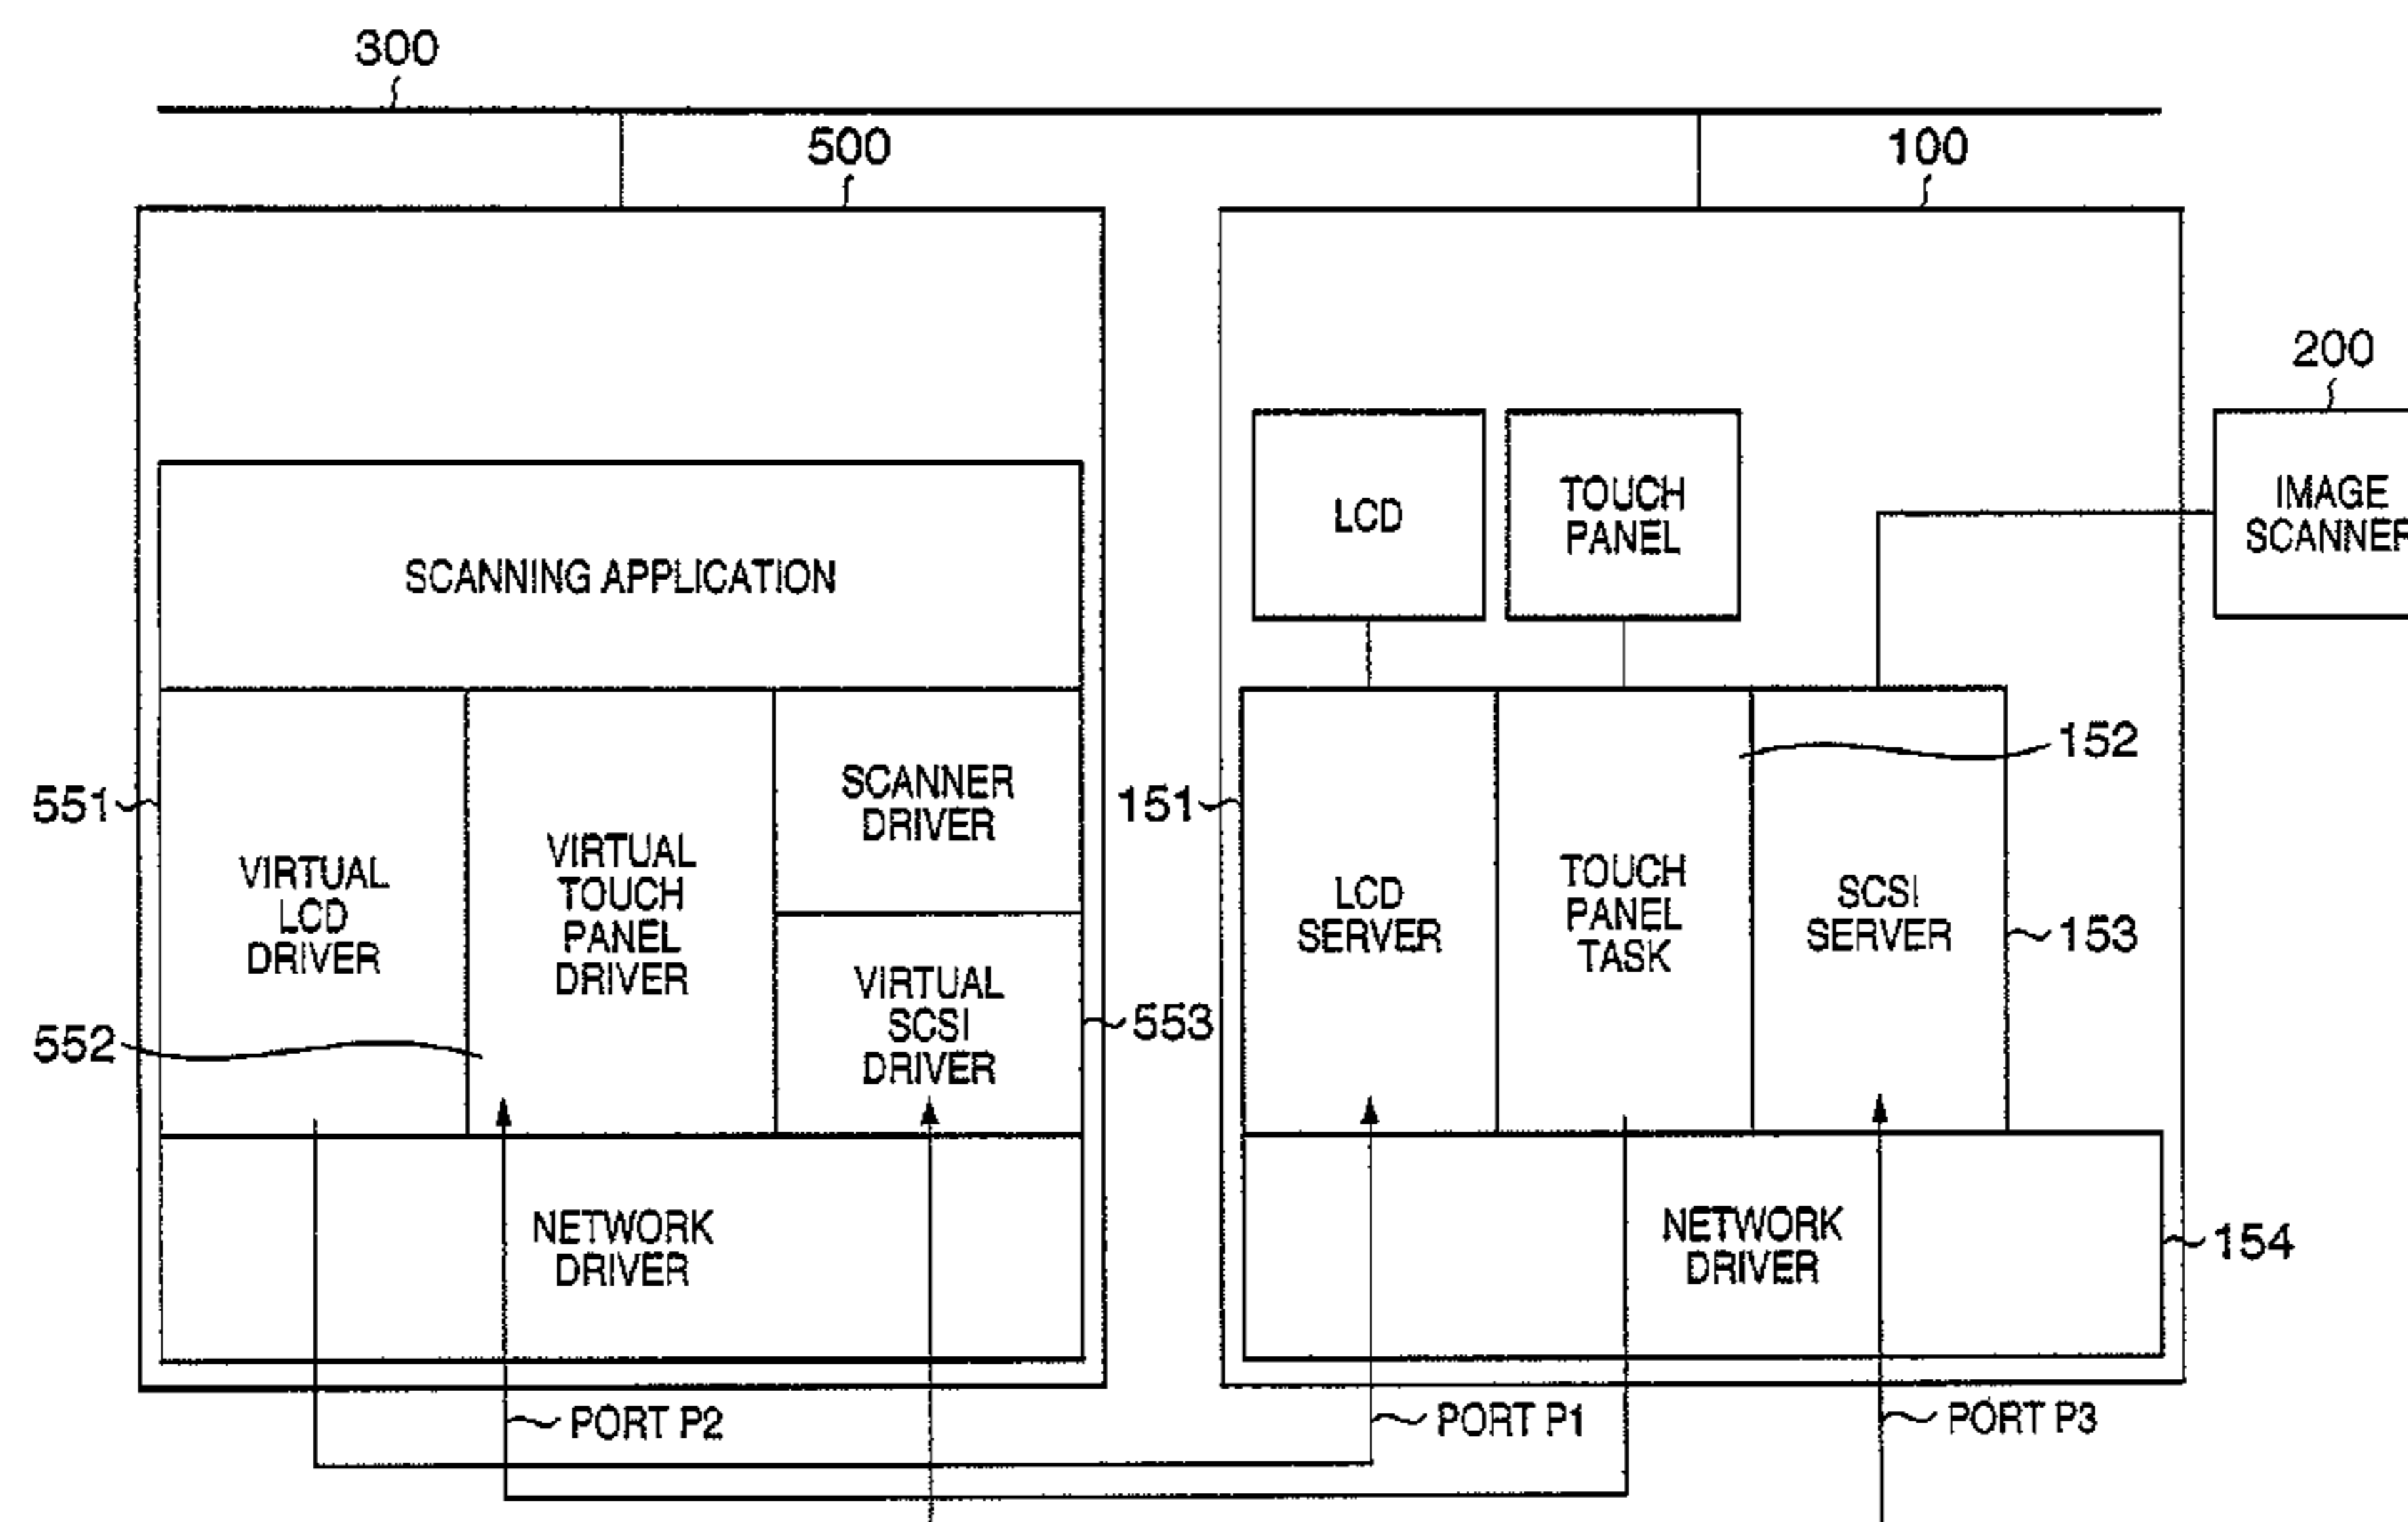 300
500
100
200
LCD
TOUCH
PANEL
IMAGE
SCANNER
SCANNING APPLICATION
551
552
553
VIRTUAL
LCD
DRIVER
VIRTUAL
TOUCH
PANEL
DRIVER
SCANNER
DRIVER
VIRTUAL
SCSI
DRIVER
151
152
153
LCD
SERVER
TOUCH
PANEL
TASK
SCSI
SERVER
NETWORK
DRIVER
NETWORK
DRIVER
154
PORT P2
PORT P1
PORT P3